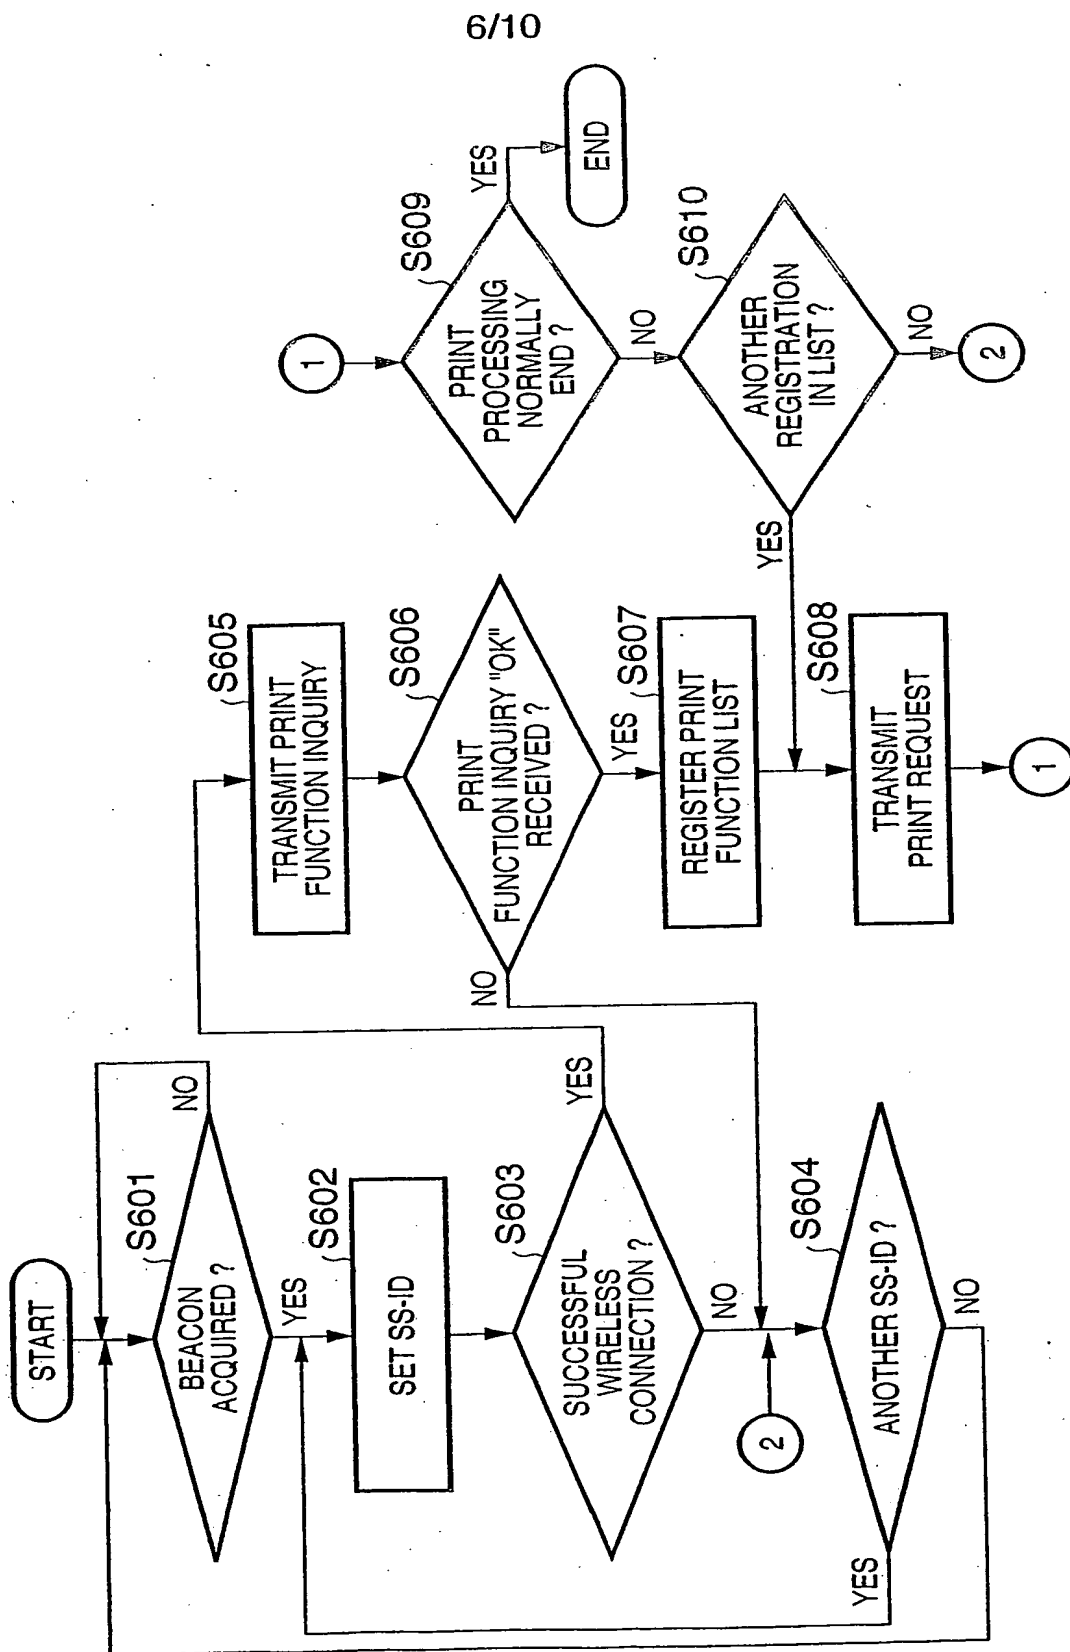 6/10
START
S601
BEACON
ACQUIRED ?
NO
YES
S602
SET SS-ID
S603
SUCCESSFUL
WIRELESS
CONNECTION ?
YES
NO
2
S604
ANOTHER SS-ID ?
YES
NO
S605
TRANSMIT PRINT
FUNCTION INQUIRY
S606
PRINT
FUNCTION INQUIRY "OK"
RECEIVED ?
NO
YES
S607
REGISTER PRINT
FUNCTION LIST
S608
TRANSMIT
PRINT REQUEST
1
1
S609
PRINT
PROCESSING
NORMALLY
END ?
YES
END
NO
S610
ANOTHER
REGISTRATION
IN LIST ?
YES
NO
2